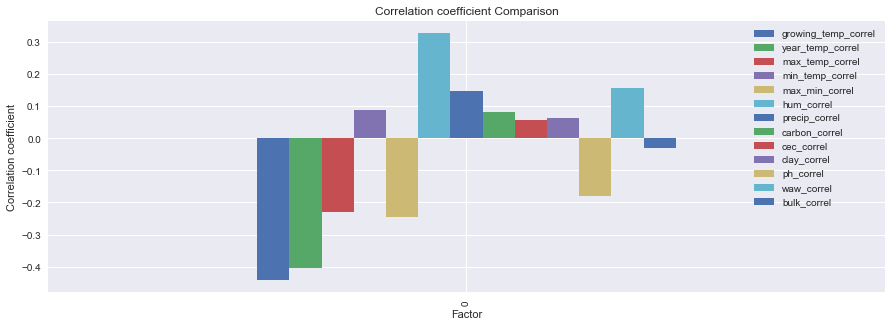 Correlation coefficient Comparison
0.3
0.2
0.1
0.0
−0.1
−0.2
−0.3
−0.4
Correlation coefficient
growing_temp_correl
year_temp_correl
max_temp_correl
min_temp_correl
max_min_correl
hum_correl
precip_correl
carbon_correl
cec_correl
clay_correl
ph_correl
waw_correl
bulk_correl
0
Factor